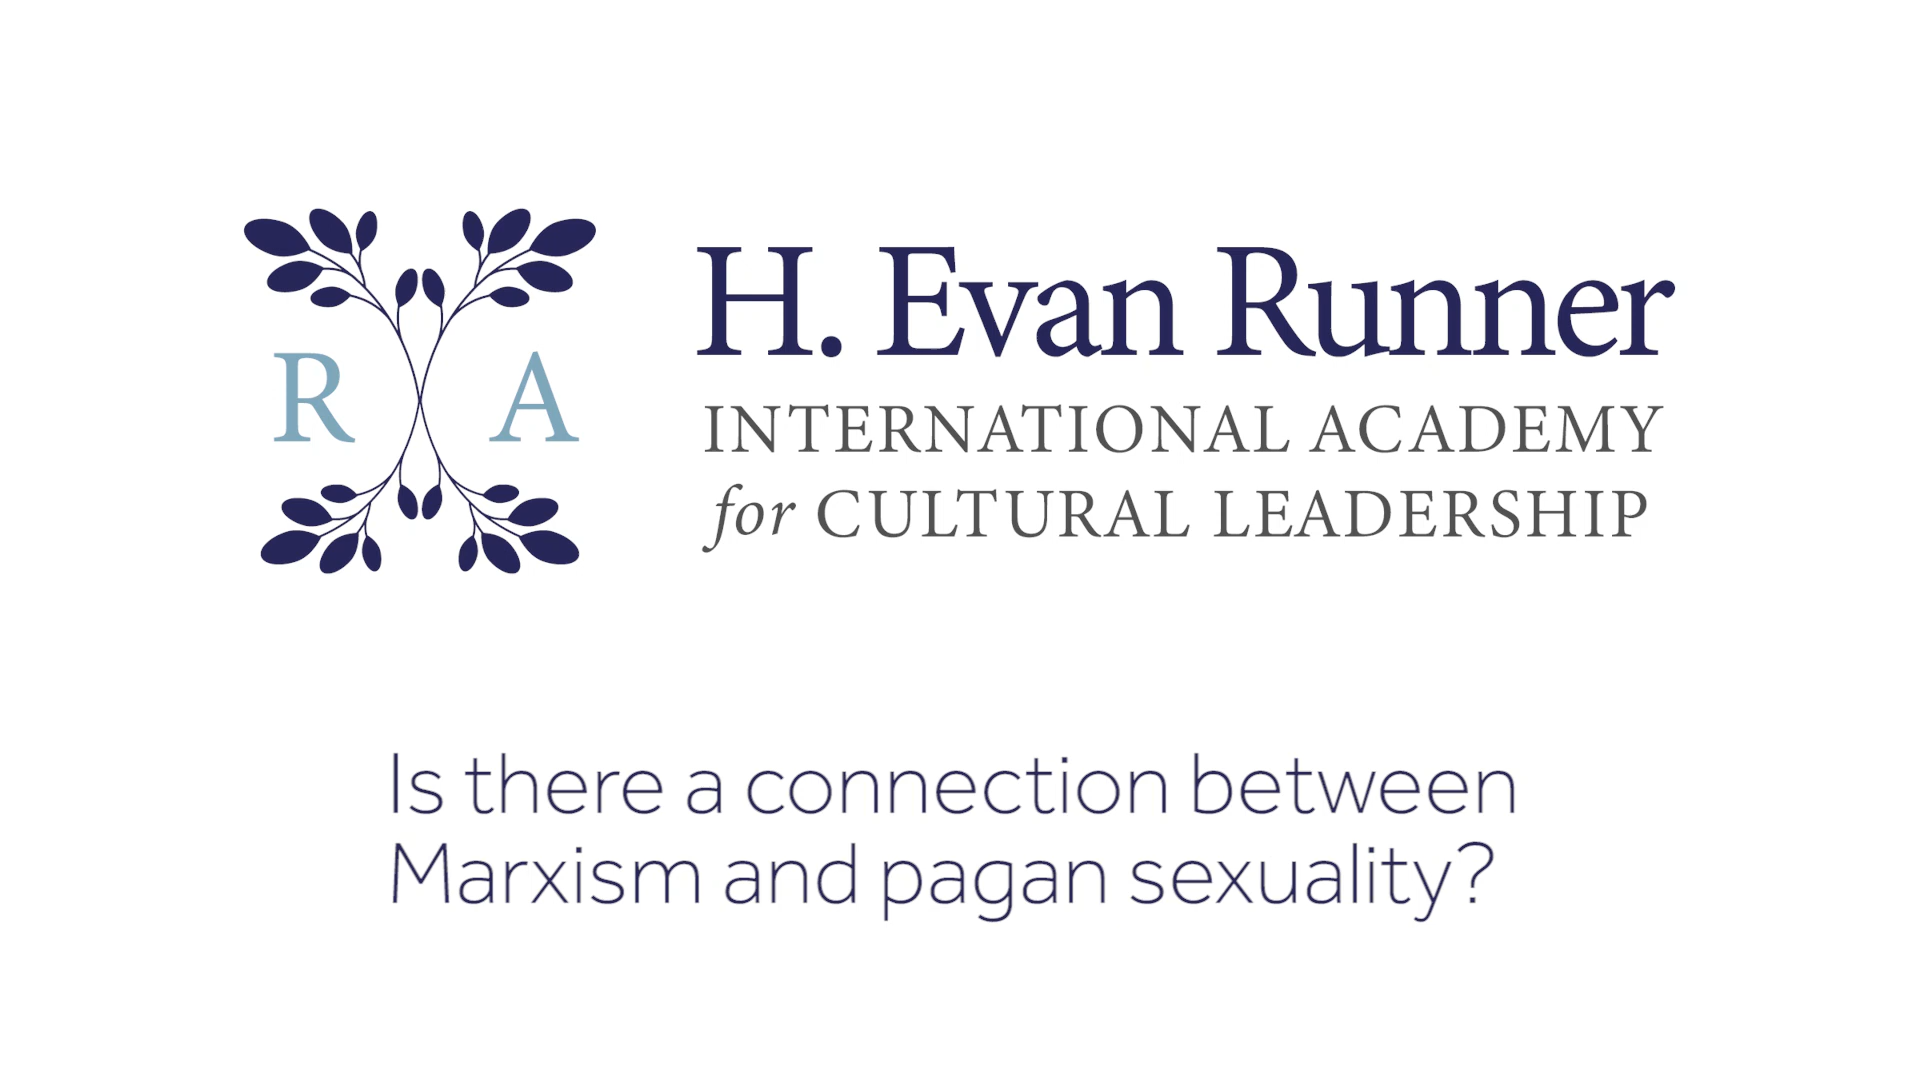 R A
H. Evan Runner
INTERNATIONAL ACADEMY
for CULTURAL LEADERSHIP
Is there a connection between
Marxism and pagan sexuality?